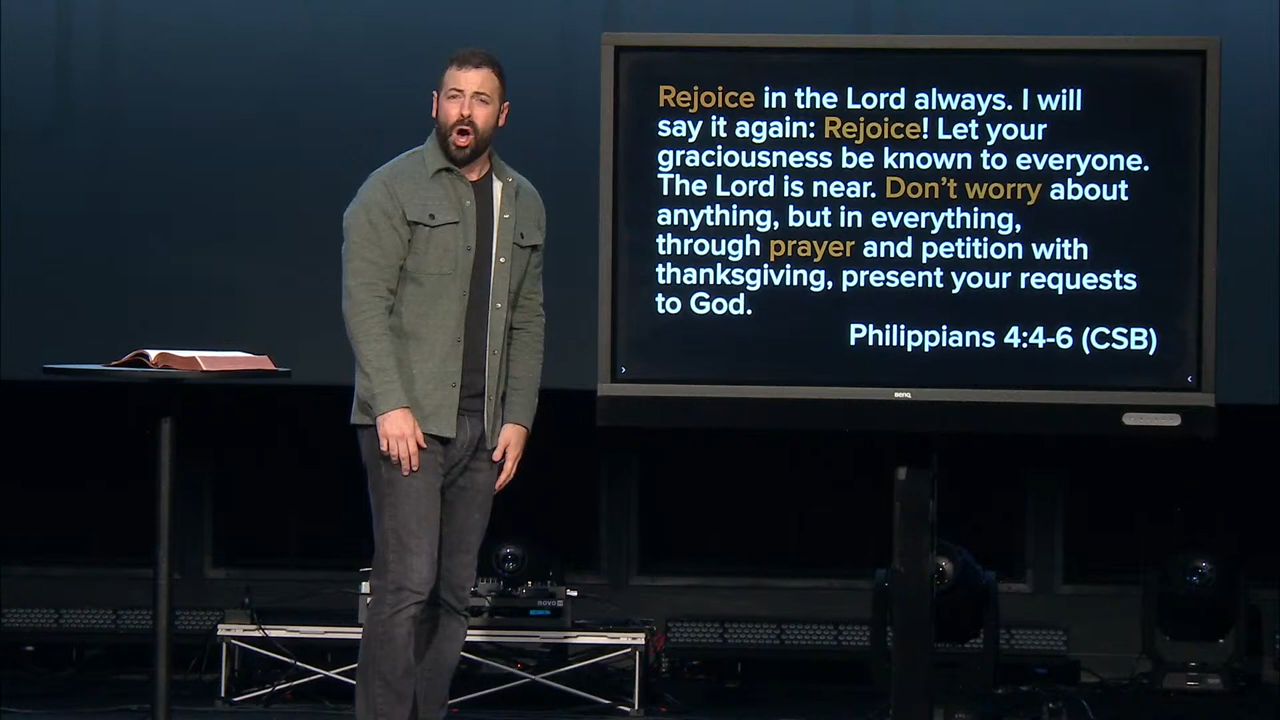 Rejoice in the Lord always. I will
say it again: Rejoice! Let your
graciousness be known to everyone.
The Lord is near. Don’t worry about
anything, but in everything,
through prayer and petition with
thanksgiving, present your requests
to God.
Philippians 4:4-6 (CSB)
BenQ
novo